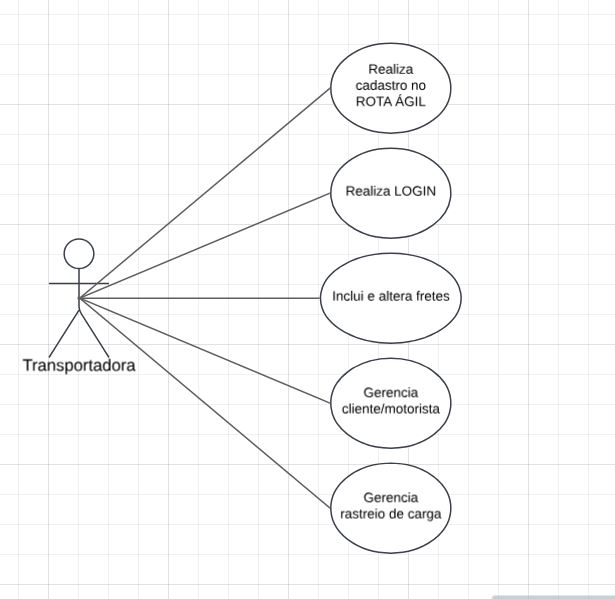 Realiza
cadastro no
ROTA ÁGIL
Realiza LOGIN
Inclui e altera fretes
Transportadora
Gerencia
cliente/motorista
Gerencia
rastreio de carga